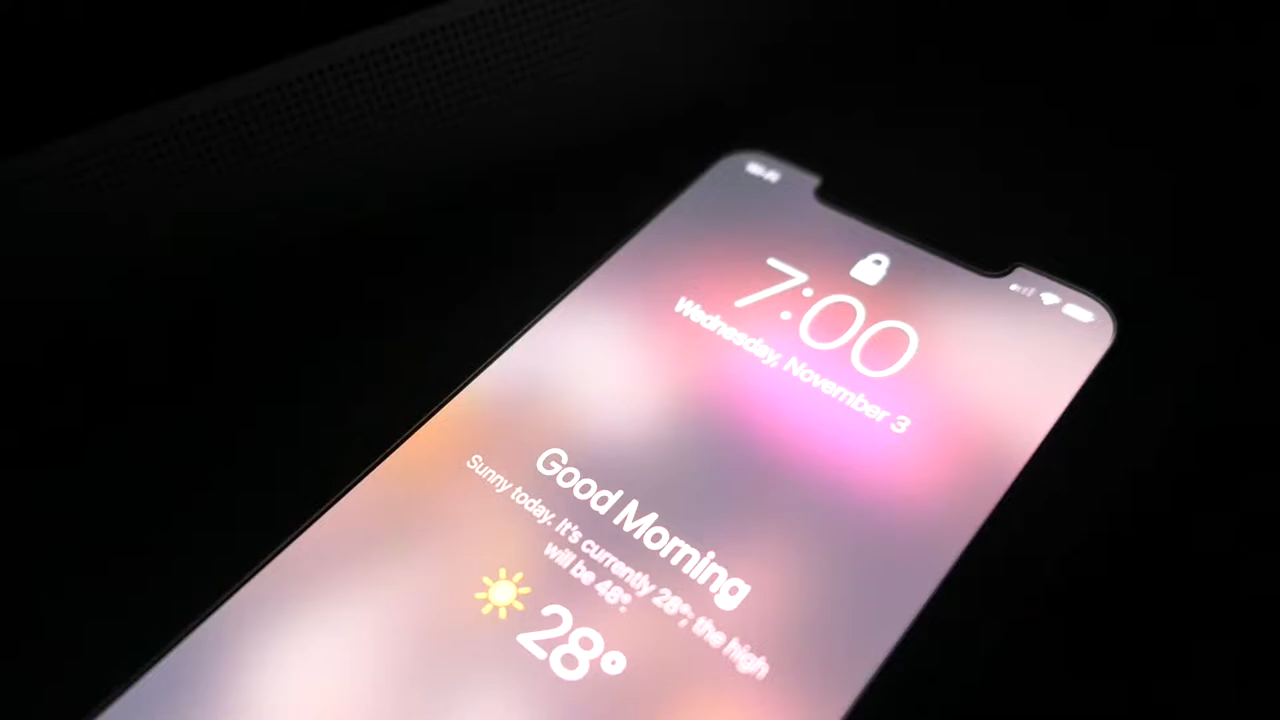 7:00
Wednesday, November 3
Good Morning
Sunny today. It's currently 28°; the high
will be 48°.
28°